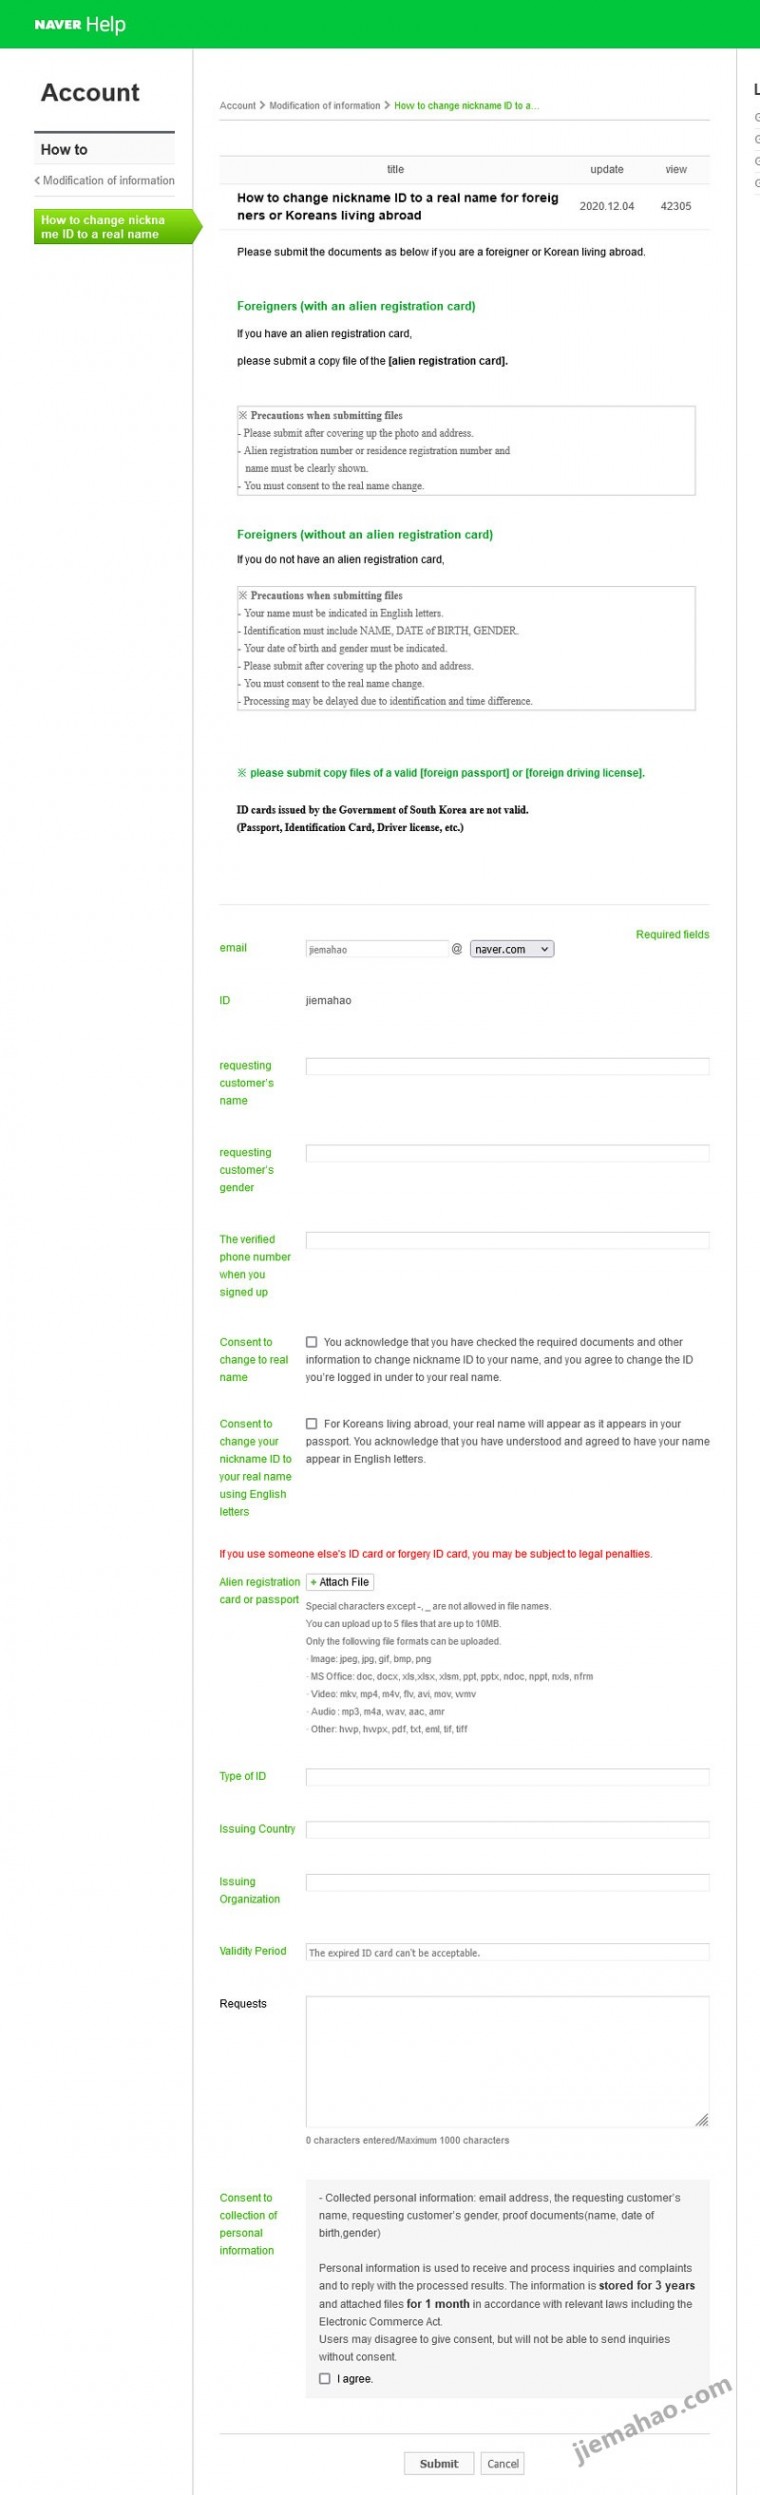 NAVER Help
Account
How to
< Modification of information
How to change nickna
me ID to a real name
Account > Modification of information > How to change nickname ID to a...
title update view
How to change nickname ID to a real name for foreig
ners or Koreans living abroad
2020.12.04 42305
Please submit the documents as below if you are a foreigner or Korean living abroad.
Foreigners (with an alien registration card)
If you have an alien registration card,
please submit a copy file of the [alien registration card].
※ Precautions when submitting files
- Please submit after covering up the photo and address.
- Alien registration number or residence registration number and
name must be clearly shown.
- You must consent to the real name change.
Foreigners (without an alien registration card)
If you do not have an alien registration card,
※ Precautions when submitting files
- Your name must be indicated in English letters.
- Identification must include NAME, DATE of BIRTH, GENDER.
- Your date of birth and gender must be indicated.
- Please submit after covering up the photo and address.
- You must consent to the real name change.
- Processing may be delayed due to identification and time difference.
※ please submit copy files of a valid [foreign passport] or [foreign driving license].
ID cards issued by the Government of South Korea are not valid.
(Passport, Identification Card, Driver license, etc.)
Required fields
email jiemahao @ naver.com
ID jiemahao
requesting
customer's
name
requesting
customer's
gender
The verified
phone number
when you
signed up
Consent to
change to real
name
You acknowledge that you have checked the required documents and other
information to change nickname ID to your name, and you agree to change the ID
you're logged in under to your real name.
Consent to
change your
nickname ID to
your real name
using English
letters
For Koreans living abroad, your real name will appear as it appears in your
passport. You acknowledge that you have understood and agreed to have your name
appear in English letters.
If you use someone else's ID card or forgery ID card, you may be subject to legal penalties.
Alien registration
card or passport
+ Attach File
Special characters except -, _ are not allowed in file names.
You can upload up to 5 files that are up to 10MB.
Only the following file formats can be uploaded.
· Image: jpeg, jpg, gif, bmp, png
· MS Office: doc, docx, xls,xlsx, xlsm, ppt, pptx, ndoc, nppt, nxls, nfrm
· Video: mkv, mp4, m4v, flv, avi, mov, wmv
· Audio : mp3, m4a, wav, aac, amr
· Other: hwp, hwpx, pdf, txt, eml, tif, tiff
Type of ID
Issuing Country
Issuing
Organization
Validity Period The expired ID card can't be acceptable.
Requests
0 characters entered/Maximum 1000 characters
Consent to
collection of
personal
information
- Collected personal information: email address, the requesting customer's
name, requesting customer's gender, proof documents(name, date of
birth,gender)
Personal information is used to receive and process inquiries and complaints
and to reply with the processed results. The information is stored for 3 years
and attached files for 1 month in accordance with relevant laws including the
Electronic Commerce Act.
Users may disagree to give consent, but will not be able to send inquiries
without consent.
I agree.
jiemahao.com
Submit Cancel